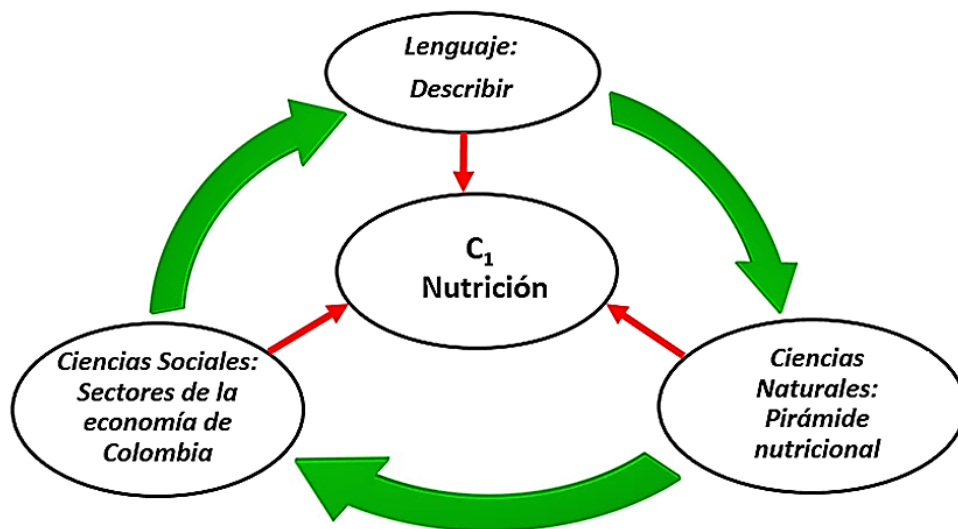 Lenguaje:
Describir
C₁
Nutrición
Ciencias Sociales:
Sectores de la
economía de
Colombia
Ciencias
Naturales:
Pirámide
nutricional